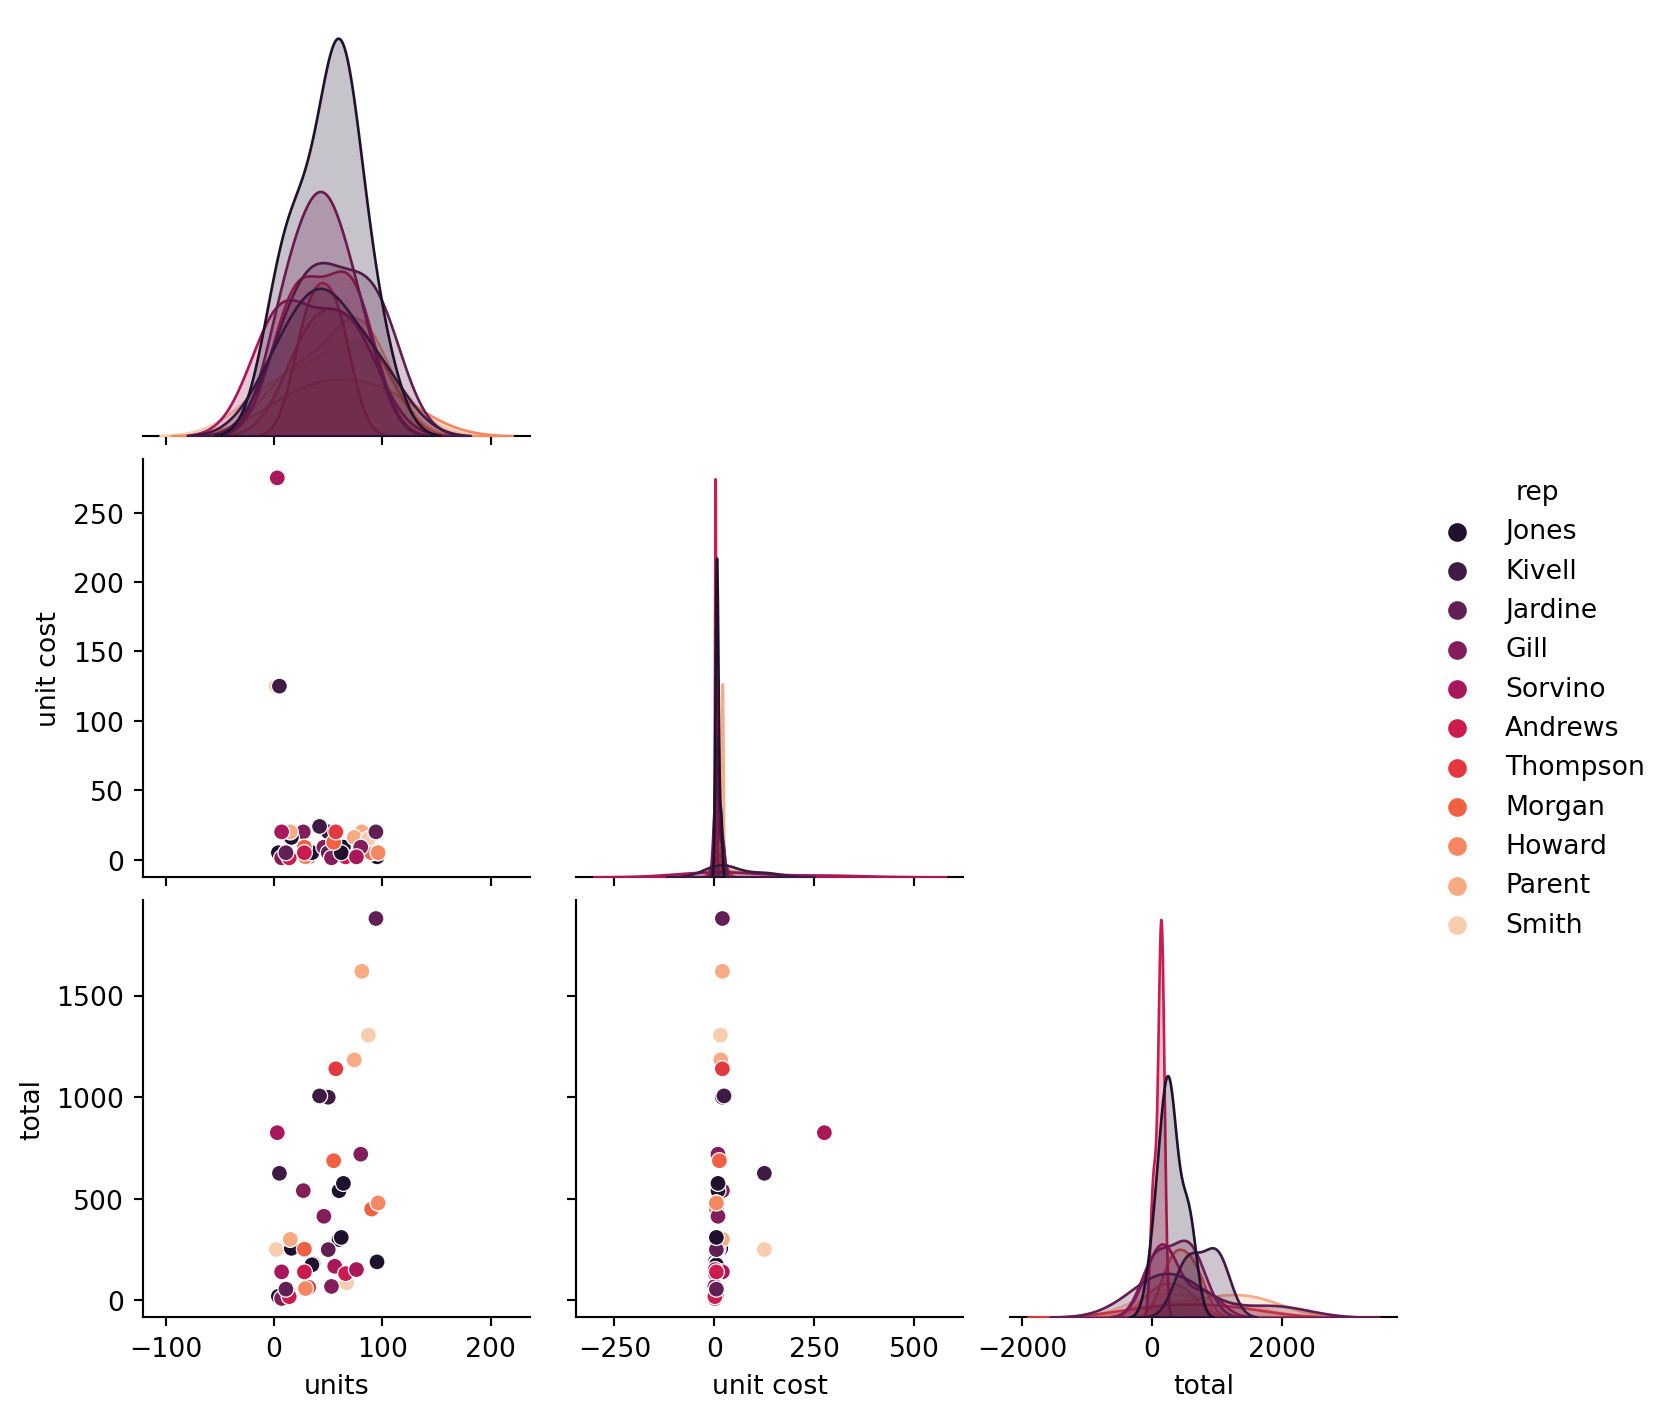 250
200
150
100
50
0
unit cost
1500
1000
500
0
total
−100 0 100 200
units
−250 0 250 500
unit cost
−2000 0 2000
total
rep
Jones
Kivell
Jardine
Gill
Sorvino
Andrews
Thompson
Morgan
Howard
Parent
Smith